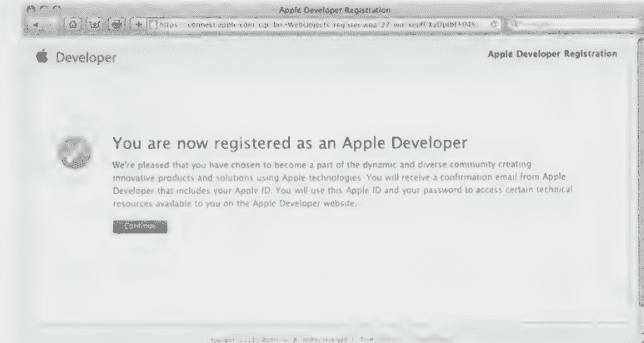 Apple Developer Registration
Developer
Apple Developer Registration
You are now registered as an Apple Developer
We're pleased that you have chosen to become a part of the dynamic and diverse community creating
innovative products and solutions using Apple technologies. You will receive a confirmation email from Apple
Developer that includes your Apple ID. You will use this Apple ID and your password to access certain technical
resources available to you on the Apple Developer website.
Continue